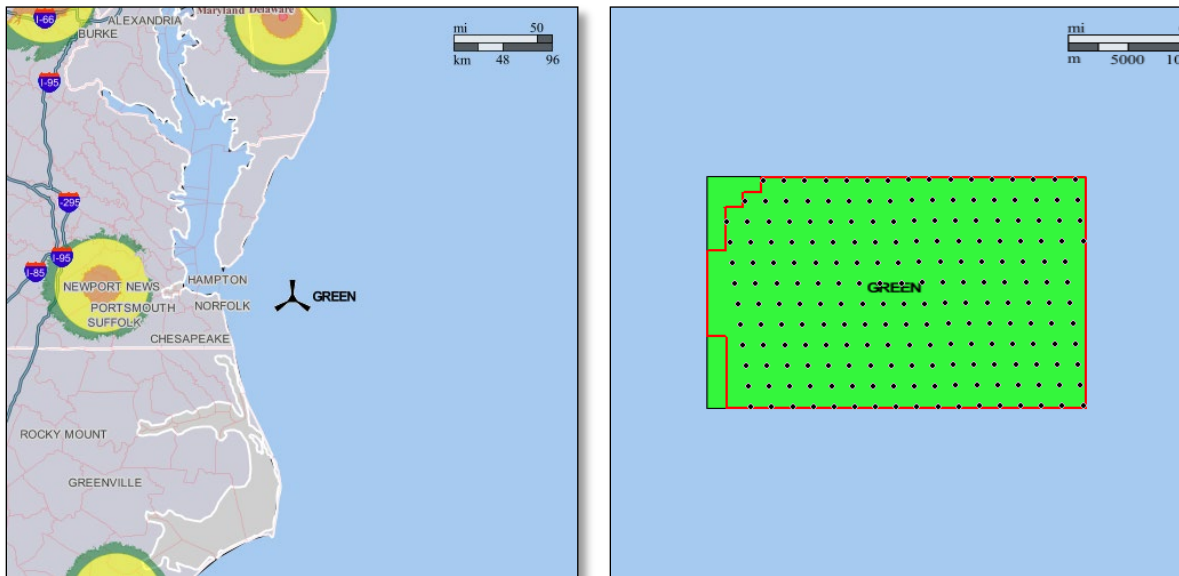 Maryland Delaware
I-66
ALEXANDRIA
BURKE
mi 50
km 48 96
I-95
-295
I-95
I-85
NEWPORT NEWS
HAMPTON
PORTSMOUTH
NORFOLK
SUFFOLK
CHESAPEAKE
GREEN
ROCKY MOUNT
GREENVILLE
mi
m 5000
GREEN